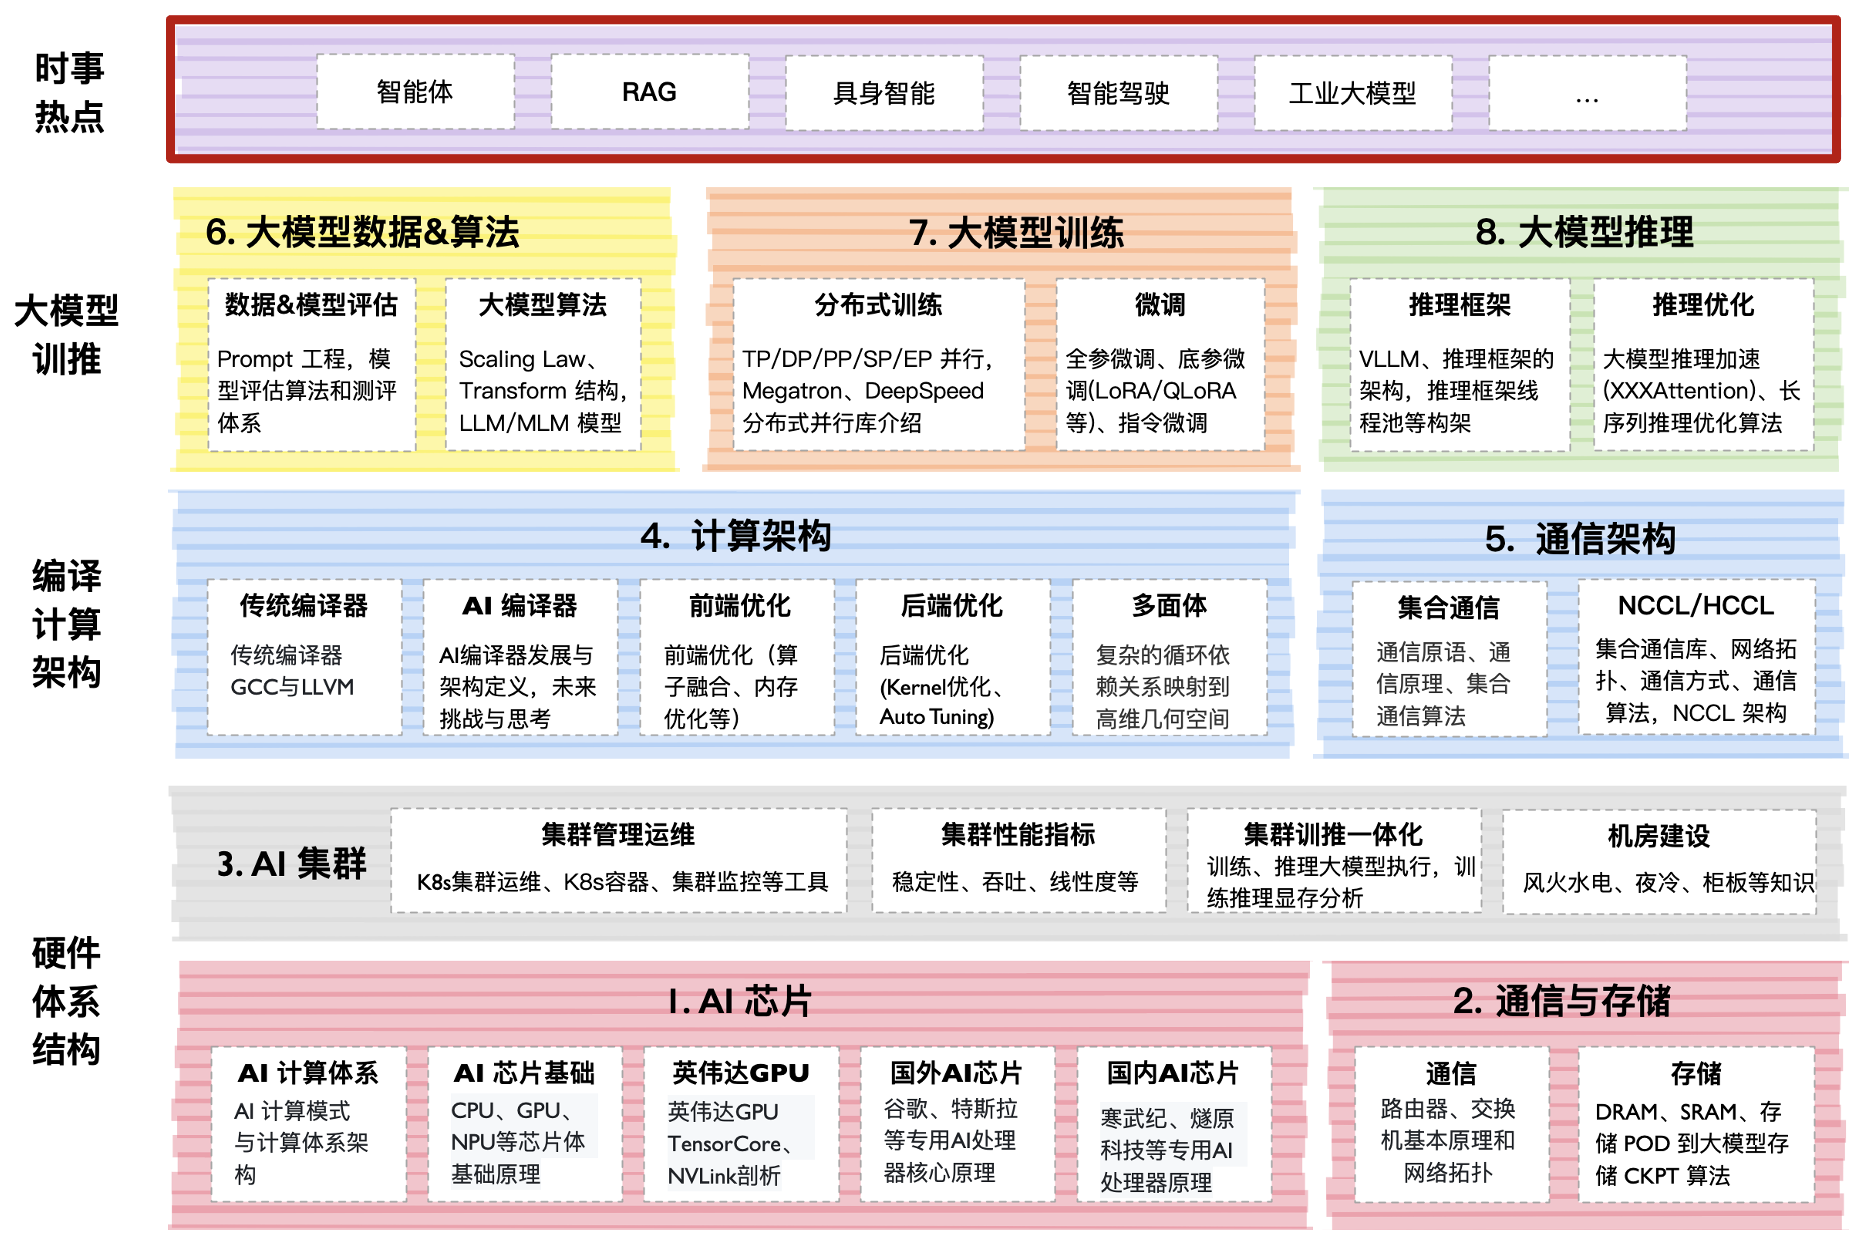 时事
热点
智能体
RAG
具身智能
智能驾驶
工业大模型
...
大模型
训推
6. 大模型数据&算法
数据&模型评估
Prompt 工程，模
型评估算法和测评
体系
大模型算法
Scaling Law、
Transform 结构，
LLM/MLM 模型
7. 大模型训练
分布式训练
TP/DP/PP/SP/EP 并行，
Megatron、DeepSpeed
分布式并行库介绍
微调
全参微调、底参微
调(LoRA/QLoRA
等)、指令微调
8. 大模型推理
推理框架
VLLM、推理框架的
架构，推理框架线
程池等构架
推理优化
大模型推理加速
(XXXAttention)、长
序列推理优化算法
编译
计算
架构
4. 计算架构
传统编译器
传统编译器
GCC与LLVM
AI 编译器
AI编译器发展与
架构定义，未来
挑战与思考
前端优化
前端优化（算
子融合、内存
优化等）
后端优化
后端优化
(Kernel优化、
Auto Tuning)
多面体
复杂的循环依
赖关系映射到
高维几何空间
5. 通信架构
集合通信
通信原语、通
信原理、集合
通信算法
NCCL/HCCL
集合通信库、网络拓
扑、通信方式、通信
算法，NCCL 架构
硬件
体系
结构
3. AI 集群
集群管理运维
K8s集群运维、K8s容器、集群监控等工具
集群性能指标
稳定性、吞吐、线性度等
集群训推一体化
训练、推理大模型执行，训
练推理显存分析
机房建设
风火水电、夜冷、柜板等知识
1. AI 芯片
AI 计算体系
AI 计算模式
与计算体系架
构
AI 芯片基础
CPU、GPU、
NPU等芯片体
基础原理
英伟达GPU
英伟达GPU
TensorCore、
NVLink剖析
国外AI芯片
谷歌、特斯拉
等专用AI处理
器核心原理
国内AI芯片
寒武纪、燧原
科技等专用AI
处理器原理
2. 通信与存储
通信
路由器、交换
机基本原理和
网络拓扑
存储
DRAM、SRAM、存
储 POD 到大模型存
储 CKPT 算法